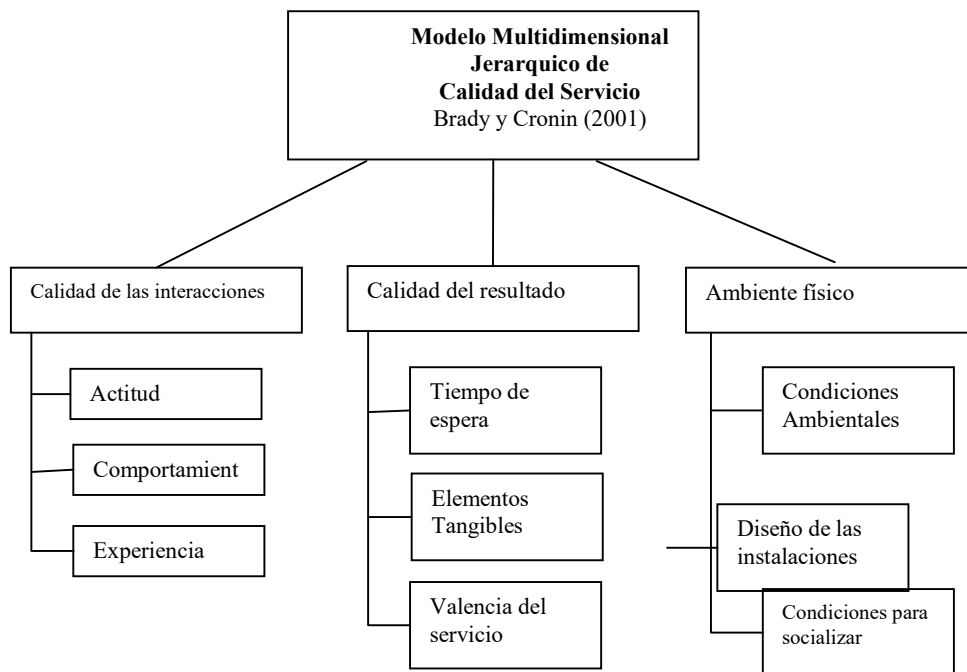 Modelo Multidimensional
Jerarquico de
Calidad del Servicio
Brady y Cronin (2001)
Calidad de las interacciones
Actitud
Comportamient
Experiencia
Calidad del resultado
Tiempo de
espera
Elementos
Tangibles
Valencia del
servicio
Ambiente físico
Condiciones
Ambientales
Diseño de las
instalaciones
Condiciones para
socializar